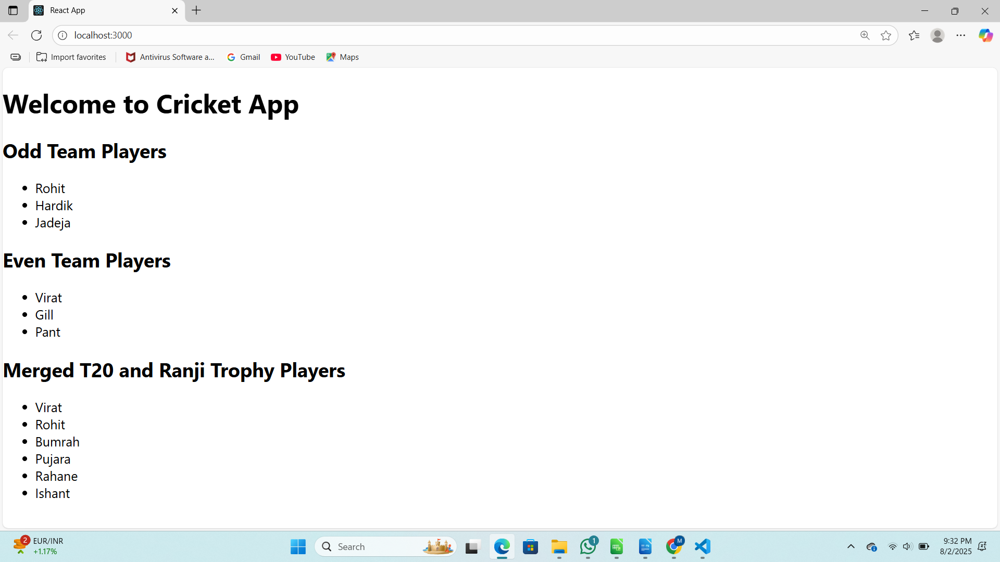 React App
localhost:3000
Import favorites
Antivirus Software a...
Gmail
YouTube
Maps
Welcome to Cricket App
Odd Team Players
Rohit
Hardik
Jadeja
Even Team Players
Virat
Gill
Pant
Merged T20 and Ranji Trophy Players
Virat
Rohit
Bumrah
Pujara
Rahane
Ishant
2
EUR/INR
+1.17%
Search
1
M
9:32 PM
8/2/2025